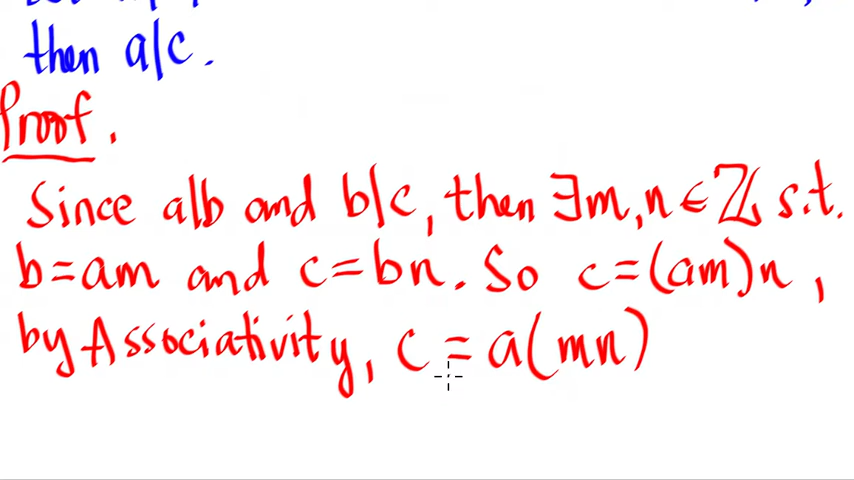 then a|c.
Proof.
Since a|b and b|c, then ∃m, n ∈ ℤ s.t.
b = am and c = bn. So c = (am)n,
by Associativity, c = a(mn)